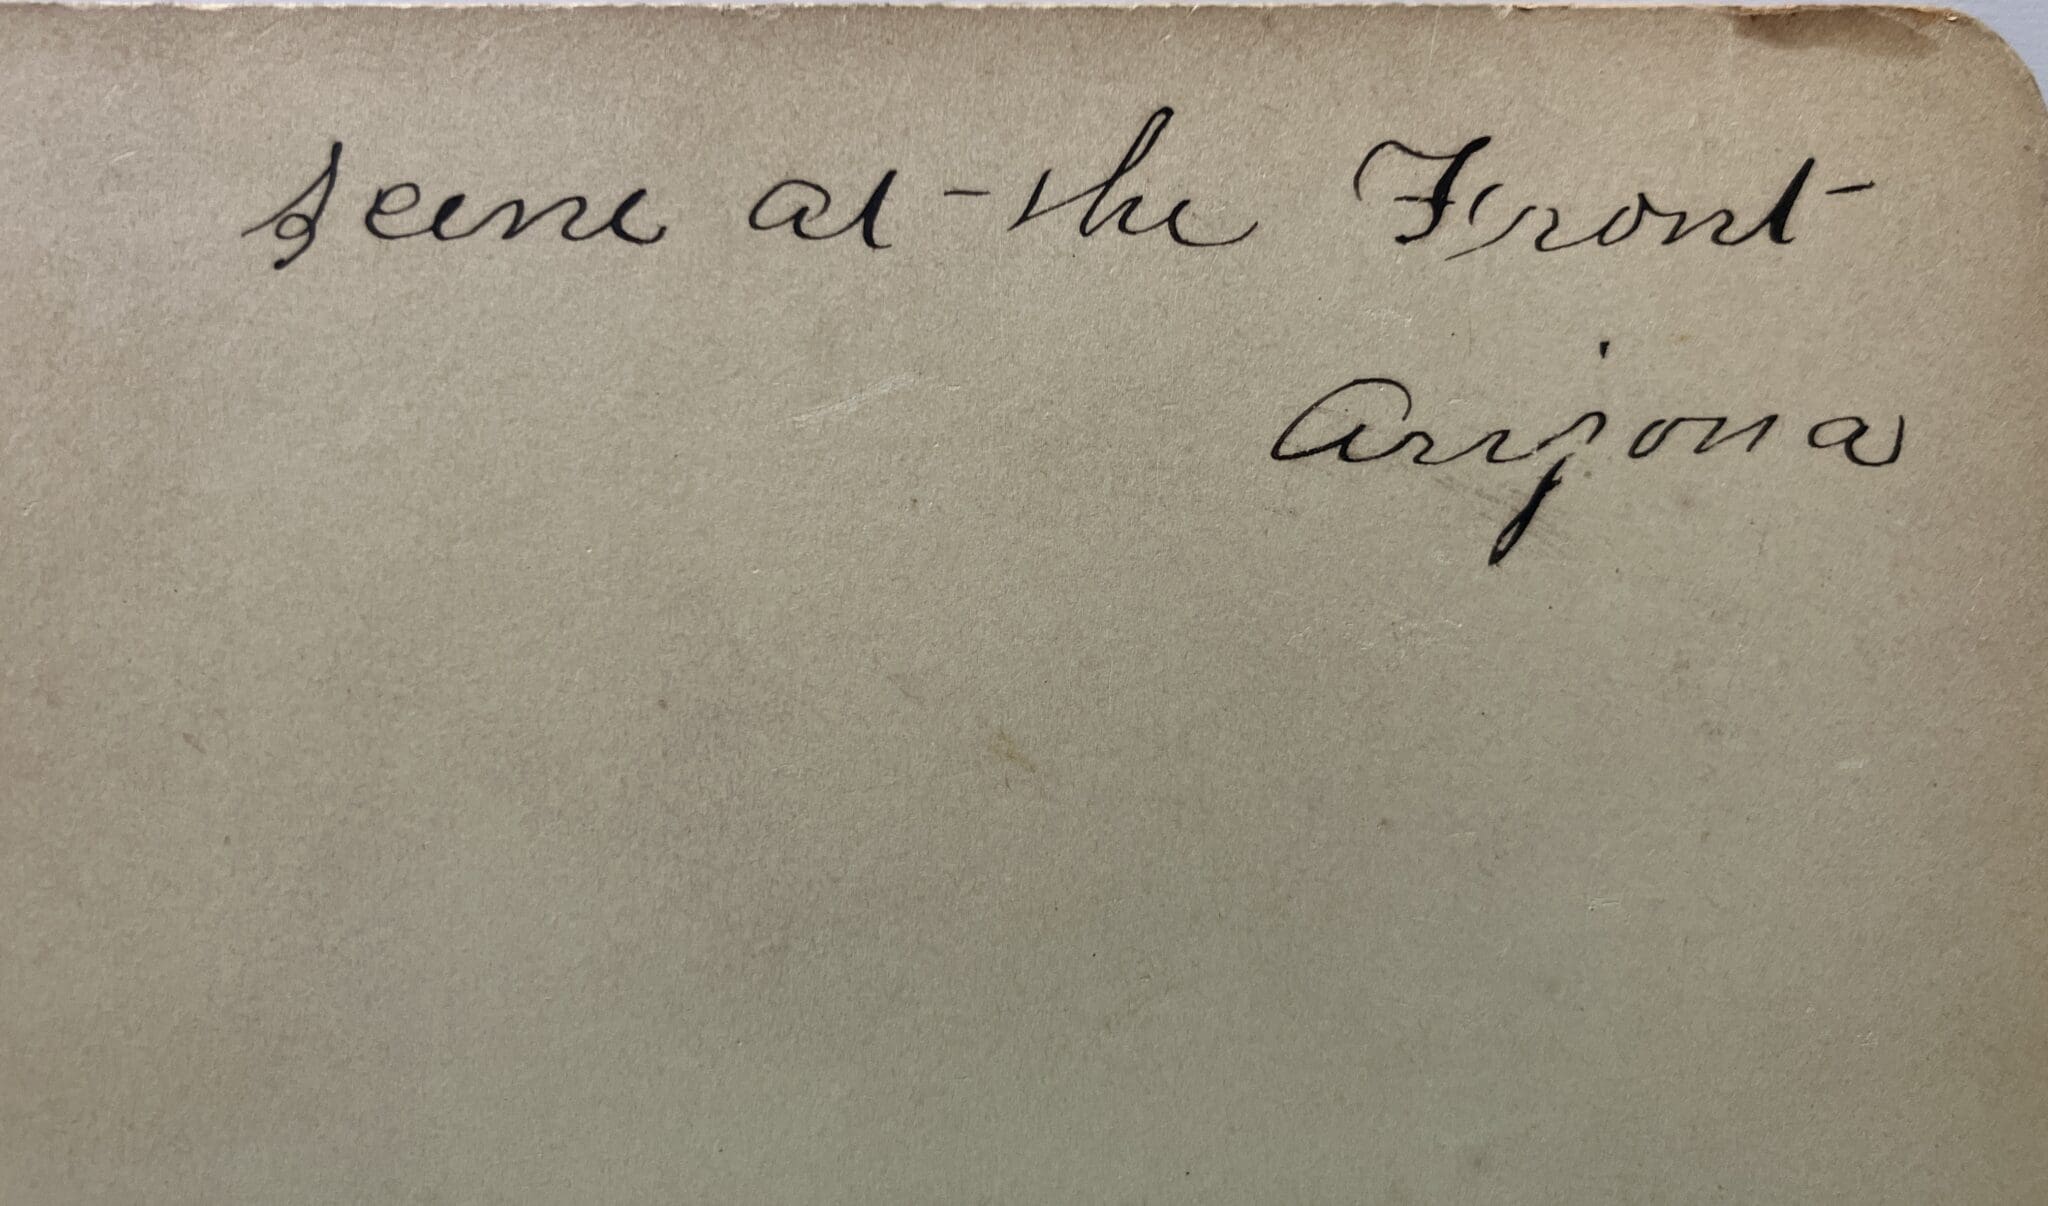 Scene at the Front
Arizona